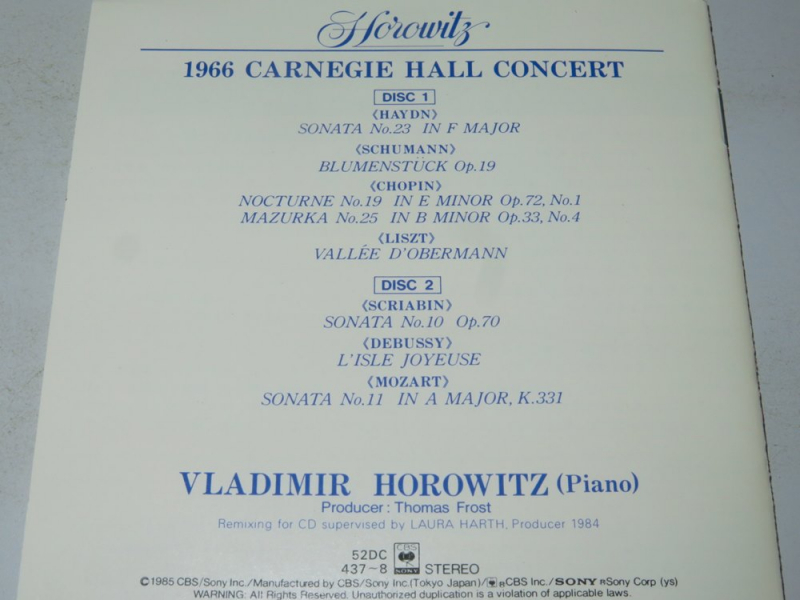 Horowitz
1966 CARNEGIE HALL CONCERT
DISC 1
《HAYDN》
SONATA No.23 IN F MAJOR
《SCHUMANN》
BLUMENSTÜCK Op.19
《CHOPIN》
NOCTURNE No.19 IN E MINOR Op.72, No.1
MAZURKA No.25 IN B MINOR Op.33, No.4
《LISZT》
VALLÉE D'OBERMANN
DISC 2
《SCRIABIN》
SONATA No.10 Op.70
《DEBUSSY》
L'ISLE JOYEUSE
《MOZART》
SONATA No.11 IN A MAJOR, K.331
VLADIMIR HOROWITZ (Piano)
Producer: Thomas Frost
Remixing for CD supervised by LAURA HARTH, Producer 1984
52DC
437~8
CBS
SONY
STEREO
©1985 CBS/Sony Inc./Manufactured by CBS/Sony Inc.(Tokyo Japan)/®CBS Inc./SONY ®Sony Corp (ys)
WARNING: All Rights Reserved. Unauthorized duplication is a violation of applicable laws.